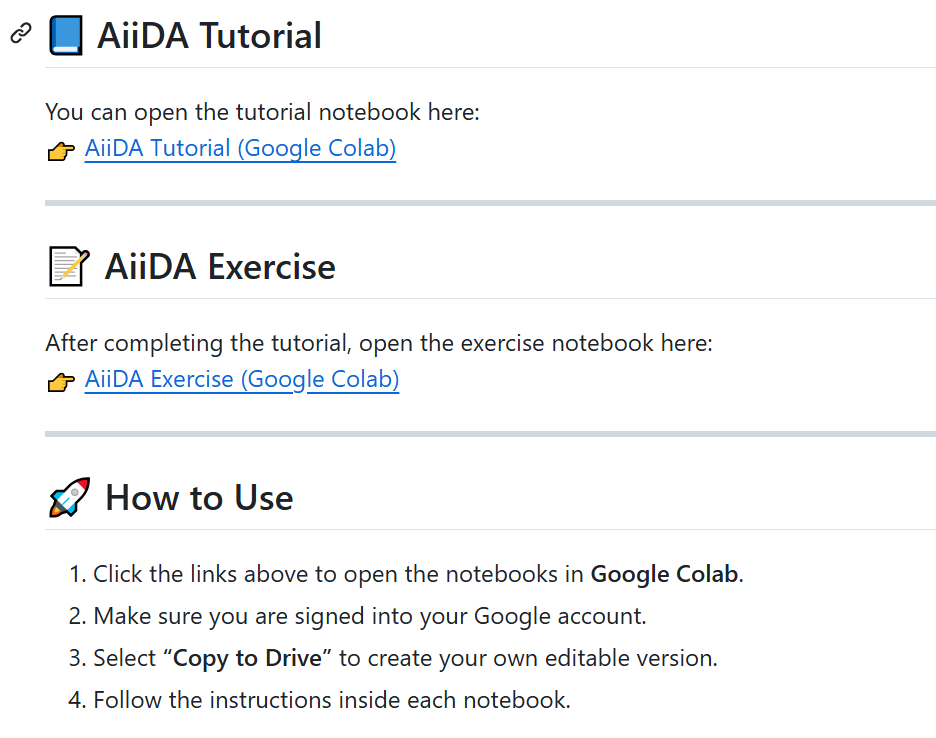 AiiDA Tutorial
You can open the tutorial notebook here:
AiiDA Tutorial (Google Colab)
AiiDA Exercise
After completing the tutorial, open the exercise notebook here:
AiiDA Exercise (Google Colab)
How to Use
1. Click the links above to open the notebooks in Google Colab.
2. Make sure you are signed into your Google account.
3. Select “Copy to Drive” to create your own editable version.
4. Follow the instructions inside each notebook.